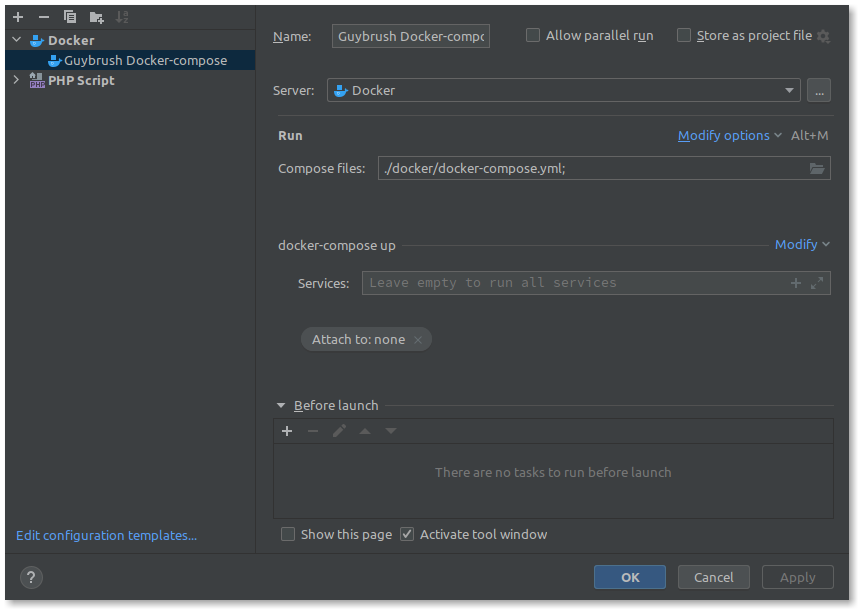 Docker
Guybrush Docker-compose
PHP Script
Edit configuration templates...
Name: Guybrush Docker-compo
Allow parallel run
Store as project file
Server: Docker
...
Run
Modify options Alt+M
Compose files: ./docker/docker-compose.yml;
docker-compose up
Modify
Services: Leave empty to run all services
Attach to: none
Before launch
There are no tasks to run before launch
Show this page
Activate tool window
?
OK
Cancel
Apply